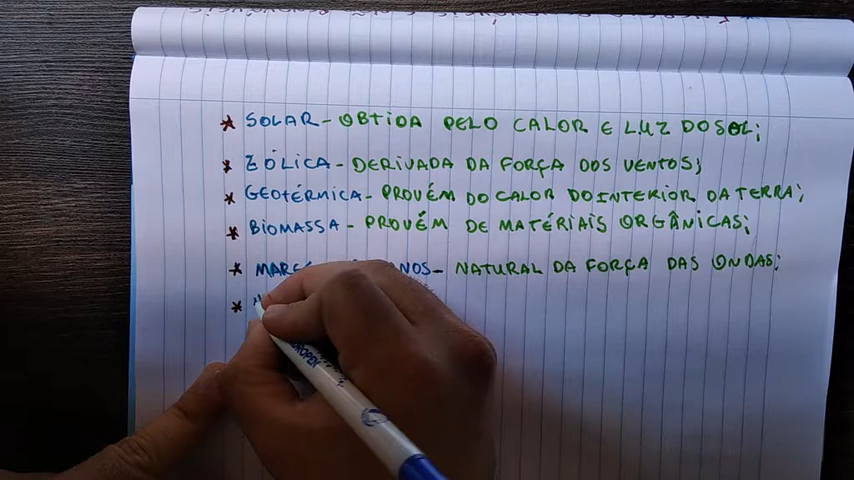 * SOLAR - OBTIDA PELO CALOR E LUZ DO SOL;
* ZÓLICA - DERIVADA DA FORÇA DOS VENTOS;
* GEOTÉRMICA - PROVÉM DO CALOR DO INTERIOR DA TERRA;
* BIOMASSA - PROVÉM DE MATÉRIAIS ORGÂNICAS;
* NATURAL DA FORÇA DAS ONDAS;
*